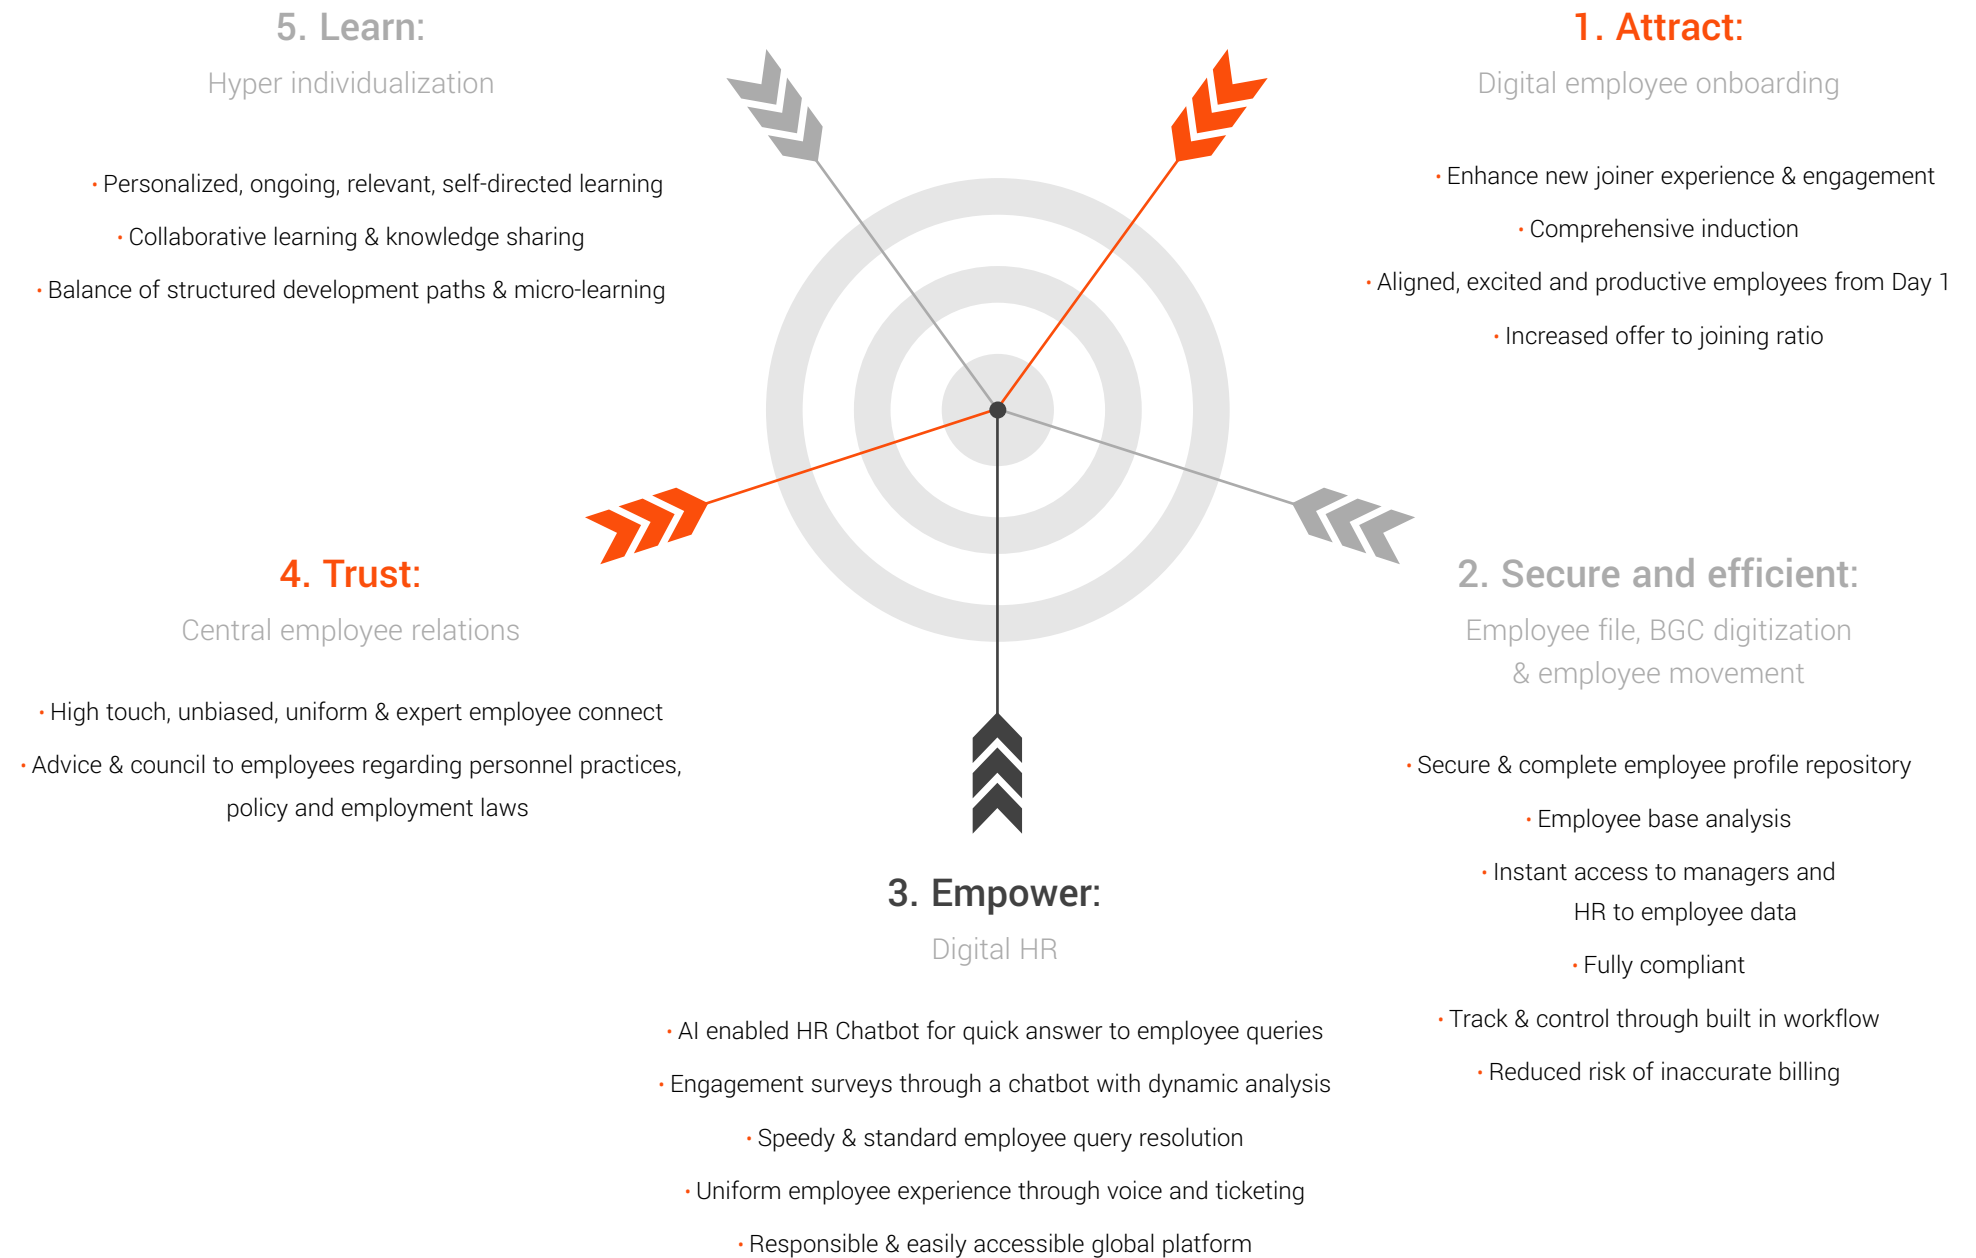 1. Attract:
Digital employee onboarding
· Enhance new joiner experience & engagement
· Comprehensive induction
· Aligned, excited and productive employees from Day 1
· Increased offer to joining ratio
2. Secure and efficient:
Employee file, BGC digitization
& employee movement
· Secure & complete employee profile repository
· Employee base analysis
· Instant access to managers and
HR to employee data
· Fully compliant
· Track & control through built in workflow
· Reduced risk of inaccurate billing
3. Empower:
Digital HR
· AI enabled HR Chatbot for quick answer to employee queries
· Engagement surveys through a chatbot with dynamic analysis
· Speedy & standard employee query resolution
· Uniform employee experience through voice and ticketing
· Responsible & easily accessible global platform
4. Trust:
Central employee relations
· High touch, unbiased, uniform & expert employee connect
· Advice & council to employees regarding personnel practices,
policy and employment laws
5. Learn:
Hyper individualization
· Personalized, ongoing, relevant, self-directed learning
· Collaborative learning & knowledge sharing
· Balance of structured development paths & micro-learning